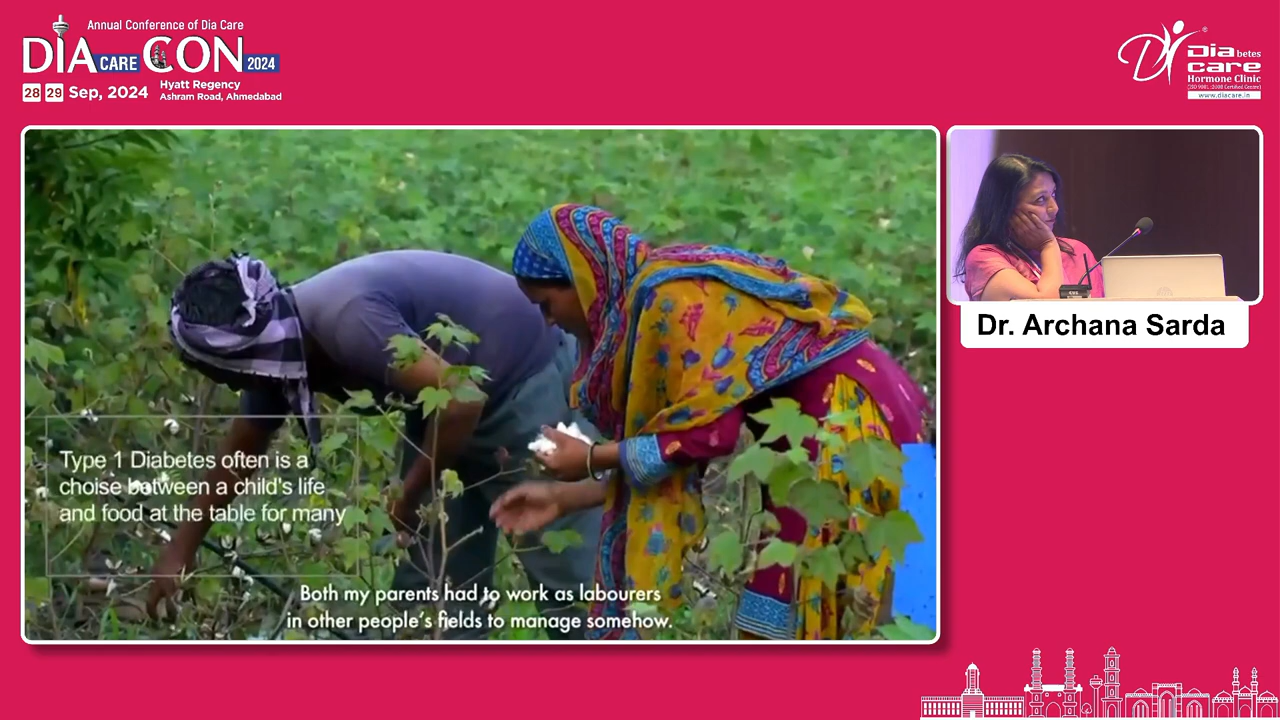 Annual Conference of Dia Care
DIA CARE CON 2024
28 29 Sep, 2024
Hyatt Regency
Ashram Road, Ahmedabad
Diabetes
care
Hormone Clinic
www.diacare.in
Dr. Archana Sarda
Type 1 Diabetes often is a
choise between a child's life
and food at the table for many
Both my parents had to work as labourers
in other people's fields to manage somehow.